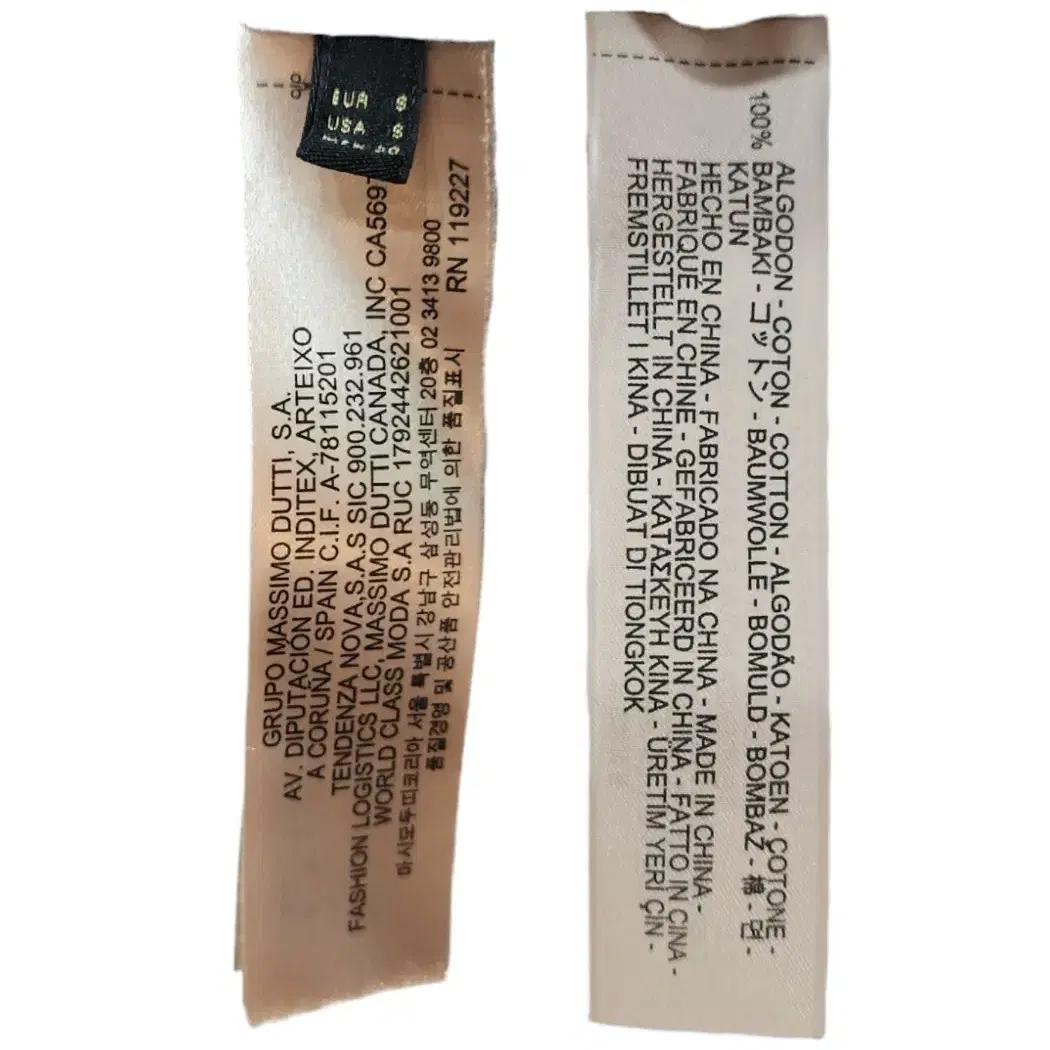 EUR S
USA S
GRUPO MASSIMO DUTTI, S.A.
AV. DIPUTACIÓN ED. INDITEX, ARTEIXO
A CORUÑA / SPAIN C.I.F. A-78115201
TENDENZA NOVA,S.A.S SIC 900.232.961
FASHION LOGISTICS LLC, MASSIMO DUTTI CANADA, INC CA569
WORLD CLASS MODA S.A RUC 1792442621001
마시모두띠코리아 서울 특별시 강남구 삼성동 무역센터 20층 02 3413 9800
품질경영 및 공산품 안전관리법에 의한 품질표시
RN 119227
100%
ALGODON - COTON - COTTON - ALGODÃO - KATOEN - COTONE -
BAMBAKI - コットン - BAUMWOLLE - BOMULD - BOMBAŽ - 棉 - 면 -
KATUN
HECHO EN CHINA - FABRICADO NA CHINA - MADE IN CHINA -
FABRIQUÉ EN CHINE - GEFABRICEERD IN CHINA - FATTO IN CINA -
HERGESTELLT IN CHINA - KATAΣKEYH KINA - ÜRETİM YERİ ÇİN -
FREMSTILLET I KINA - DIBUAT DI TIONGKOK